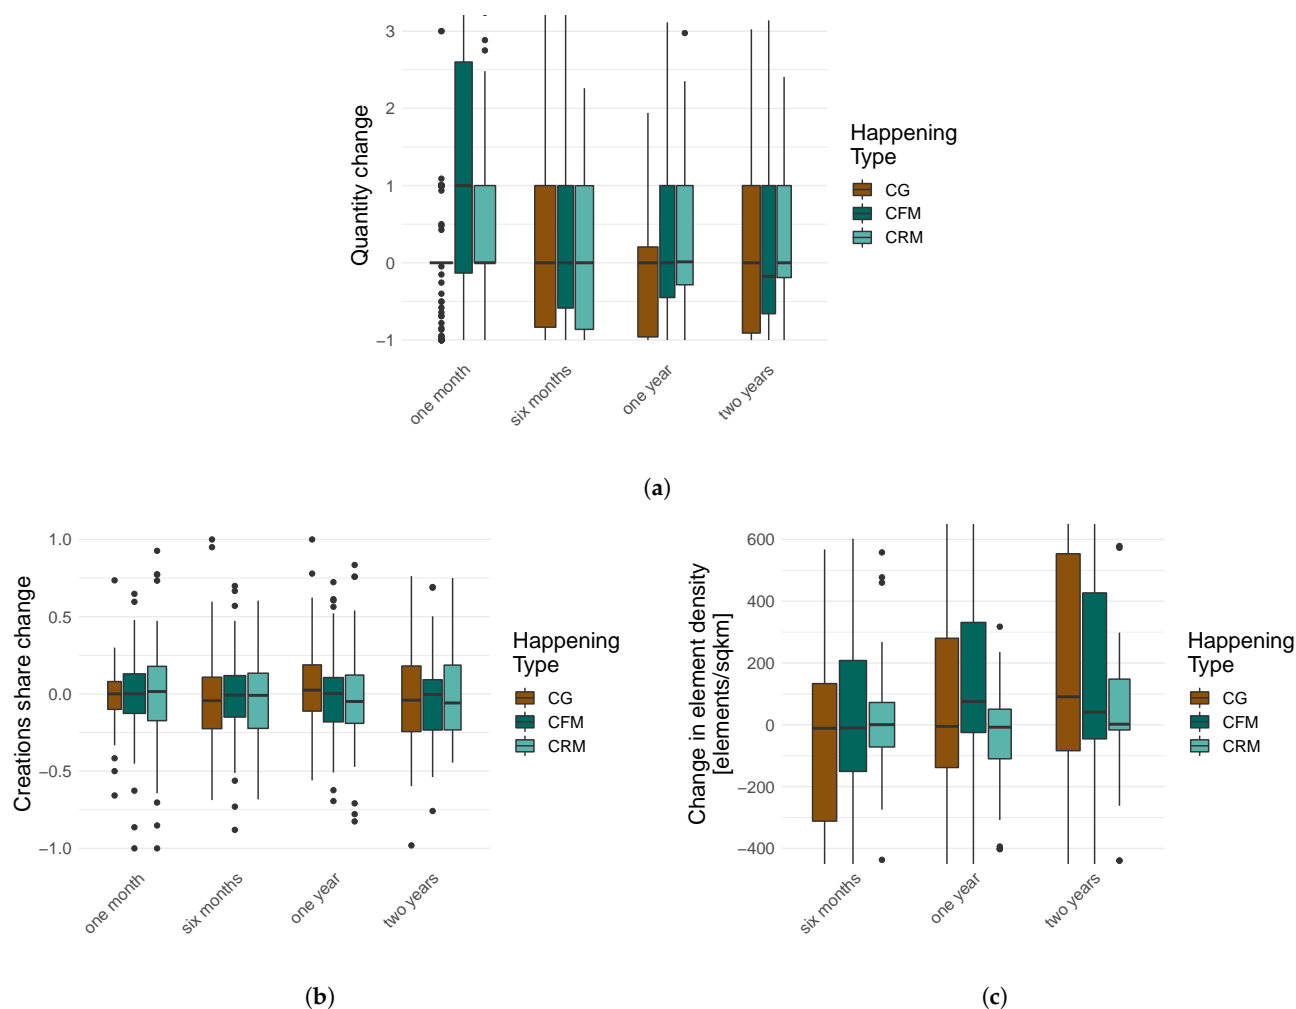 3
2
1
0
−1
Quantity change
one month
six months
one year
two years
Happening
Type
CG
CFM
CRM
(a)
1.0
0.5
0.0
−0.5
−1.0
Creations share change
one month
six months
one year
two years
Happening
Type
CG
CFM
CRM
(b)
600
400
200
0
−200
−400
Change in element density
[elements/sqkm]
six months
one year
two years
Happening
Type
CG
CFM
CRM
(c)